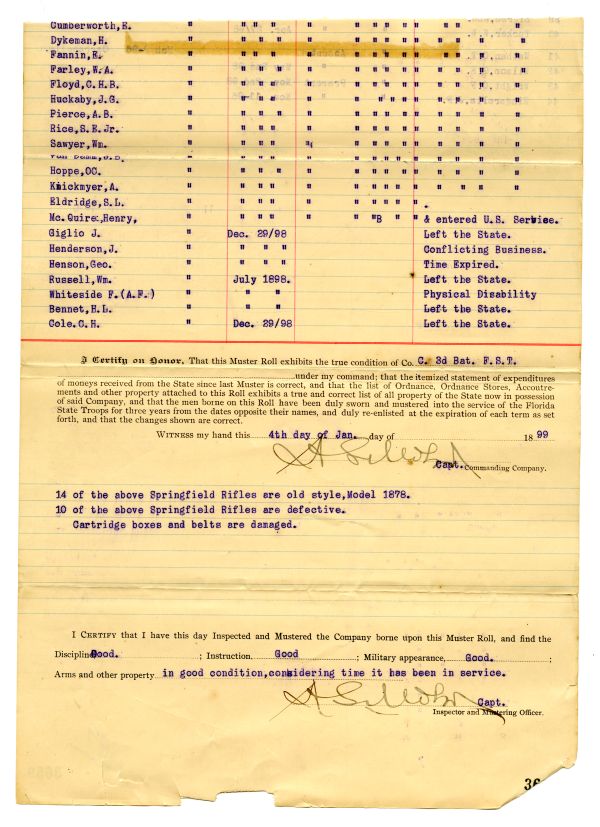 Cumberworth, H. " " " " " " " " " " " "
Dykeman, H. " " " " " " " " " " " " "
Fannin, E. " " " " " " " " " " " " "
Farley, W.A. " " " " " " " " " " " " "
Floyd, C.H.B. " " " " " " " " " " " " "
Huckaby, J.G. " " " " " " " " " " " " "
Pierce, A.B. " " " " " " " " " " " " "
Rice, S.E. Jr. " " " " " " " " " " " " "
Sawyer, Wm. " " " " " " " " " " " " "
Hoppe, OC. " " " " " " " " " " " " "
Knickmyer, A. " " " " " " " " " " " " "
Eldridge, S.L. " " " " " " " " " " .
Mc. Quire, Henry, " " " " " " "B " " & entered U.S. Service.
Giglio J. " Dec. 29/98 Left the State.
Henderson, J. " " " " Conflicting Business.
Henson, Geo. " " " " Time Expired.
Russell, Wm. " July 1898. Left the State.
Whiteside F. (A.F.) " " " Physical Disability
Bennet, H.L. " " " Left the State.
Cole. C.H. " Dec. 29/98 Left the State.
I Certify on Honor, That this Muster Roll exhibits the true condition of Co. C. 3d Bat. F.S.T.
under my command; that the itemized statement of expenditures
of moneys received from the State since last Muster is correct, and that the list of Ordnance, Ordnance Stores, Accoutre-
ments and other property attached to this Roll exhibits a true and correct list of all property of the State now in possession
of said Company, and that the men borne on this Roll have been duly sworn and mustered into the service of the Florida
State Troops for three years from the dates opposite their names, and duly re-enlisted at the expiration of each term as set
forth, and that the changes shown are correct.
Witness my hand this 4th day of Jan. day of 1899
Capt. Commanding Company.
14 of the above Springfield Rifles are old style, Model 1878.
10 of the above Springfield Rifles are defective.
Cartridge boxes and belts are damaged.
I Certify that I have this day Inspected and Mustered the Company borne upon this Muster Roll, and find the
Discipline Good. ; Instruction, Good ; Military appearance, Good. ;
Arms and other property in good condition, considering time it has been in service.
Capt.
Inspector and Mustering Officer.
36